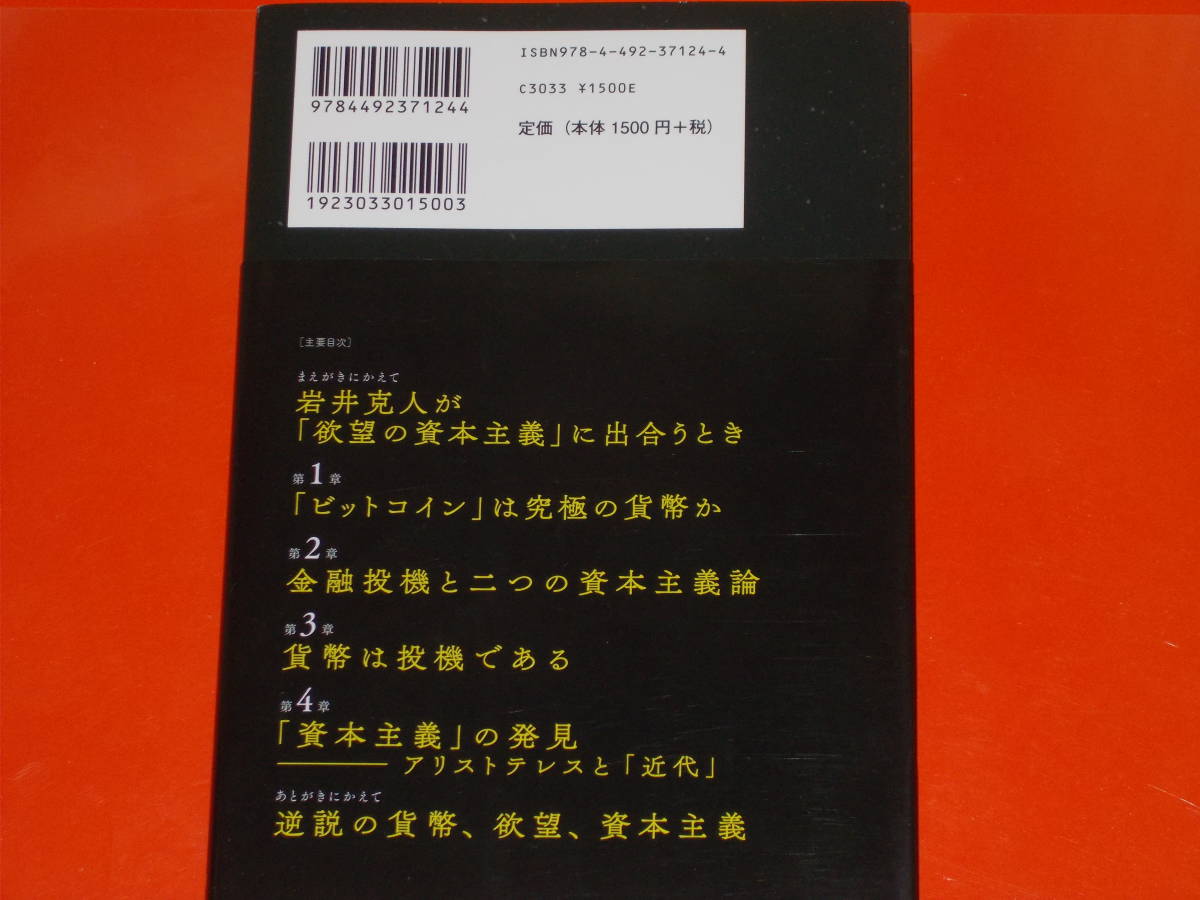 ISBN978-4-492-37124-4
9784492371244
C3033 ¥1500E
定価（本体1500円＋税）
1923033015003
［主要目次］
まえがきにかえて
岩井克人が
「欲望の資本主義」に出合うとき
第1章
「ビットコイン」は究極の貨幣か
第2章
金融投機と二つの資本主義論
第3章
貨幣は投機である
第4章
「資本主義」の発見
――― アリストテレスと「近代」
あとがきにかえて
逆説の貨幣、欲望、資本主義